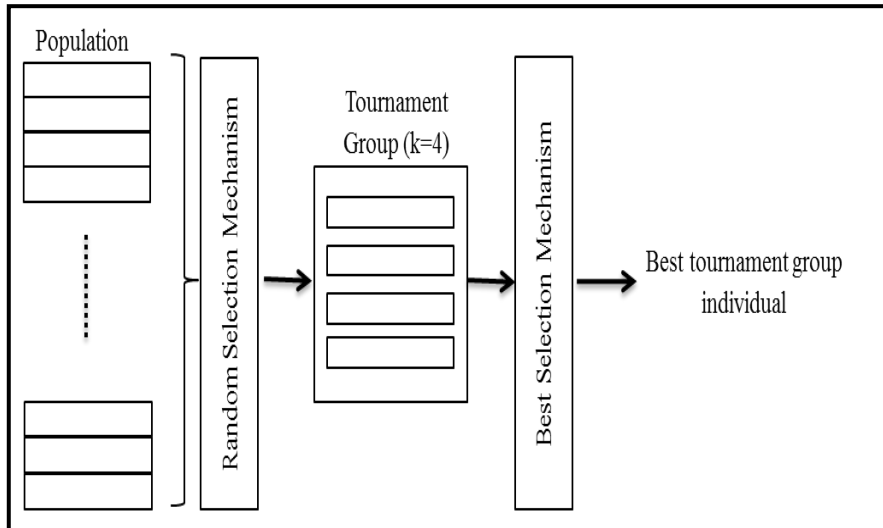 Population
Random Selection Mechanism
Tournament
Group (k=4)
Best Selection Mechanism
Best tournament group
individual